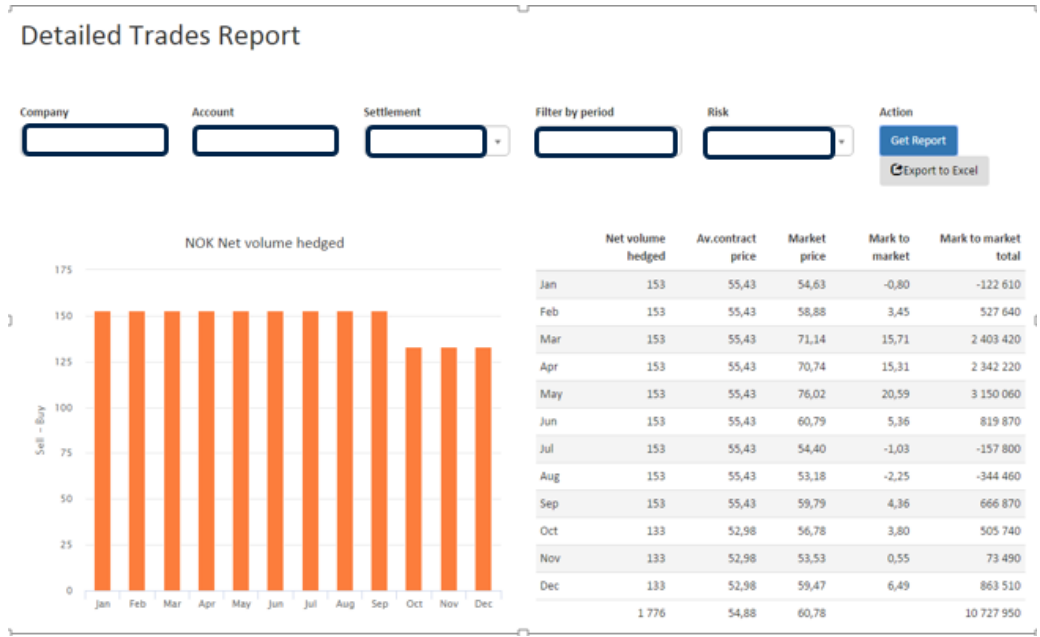 Detailed Trades Report
Company Account Settlement Filter by period Risk Action
Get Report
Export to Excel
NOK Net volume hedged
175
150
125
100
75
50
25
0
Sell - Buy
Jan Feb Mar Apr May Jun Jul Aug Sep Oct Nov Dec
Net volume hedged Av.contract price Market price Mark to market Mark to market total
Jan 153 55,43 54,63 -0,80 -122 610
Feb 153 55,43 58,88 3,45 527 640
Mar 153 55,43 71,14 15,71 2 403 420
Apr 153 55,43 70,74 15,31 2 342 220
May 153 55,43 76,02 20,59 3 150 060
Jun 153 55,43 60,79 5,36 819 870
Jul 153 55,43 54,40 -1,03 -157 800
Aug 153 55,43 53,18 -2,25 -344 460
Sep 153 55,43 59,79 4,36 666 870
Oct 133 52,98 56,78 3,80 505 740
Nov 133 52,98 53,53 0,55 73 490
Dec 133 52,98 59,47 6,49 863 510
1 776 54,88 60,78 10 727 950